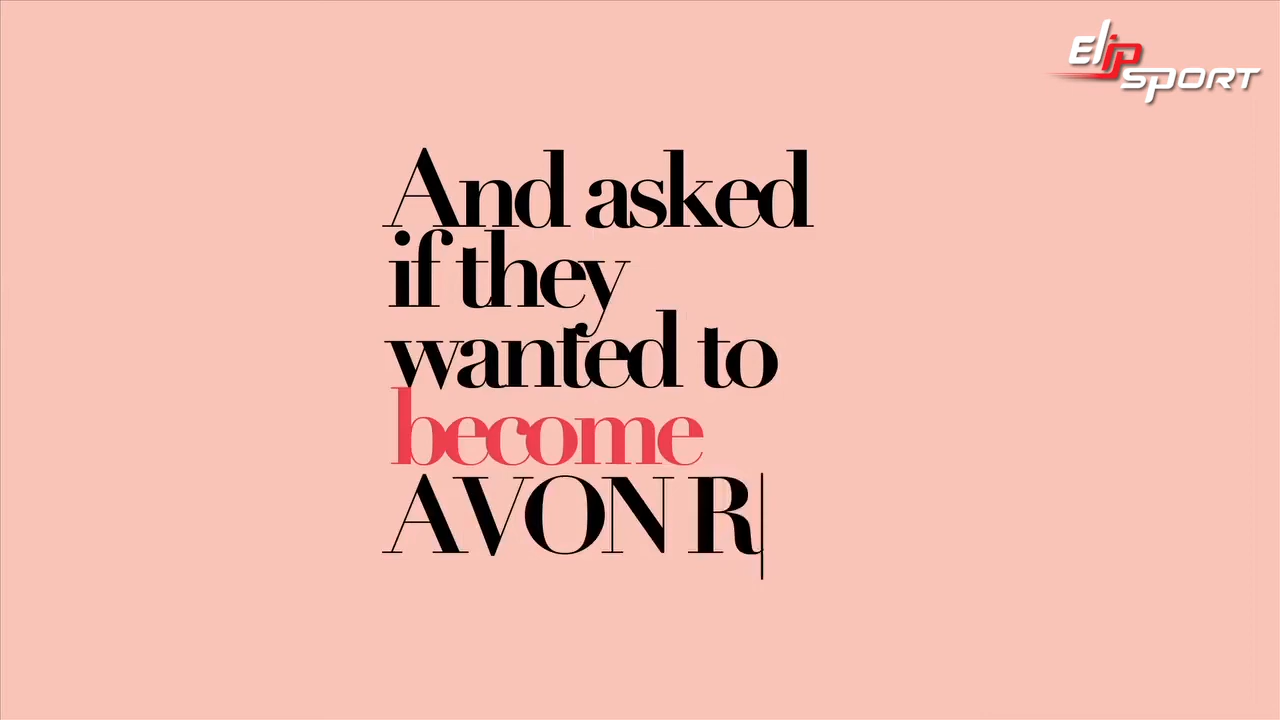 Elip
SPORT
And asked
if they
wanted to
become
AVON R